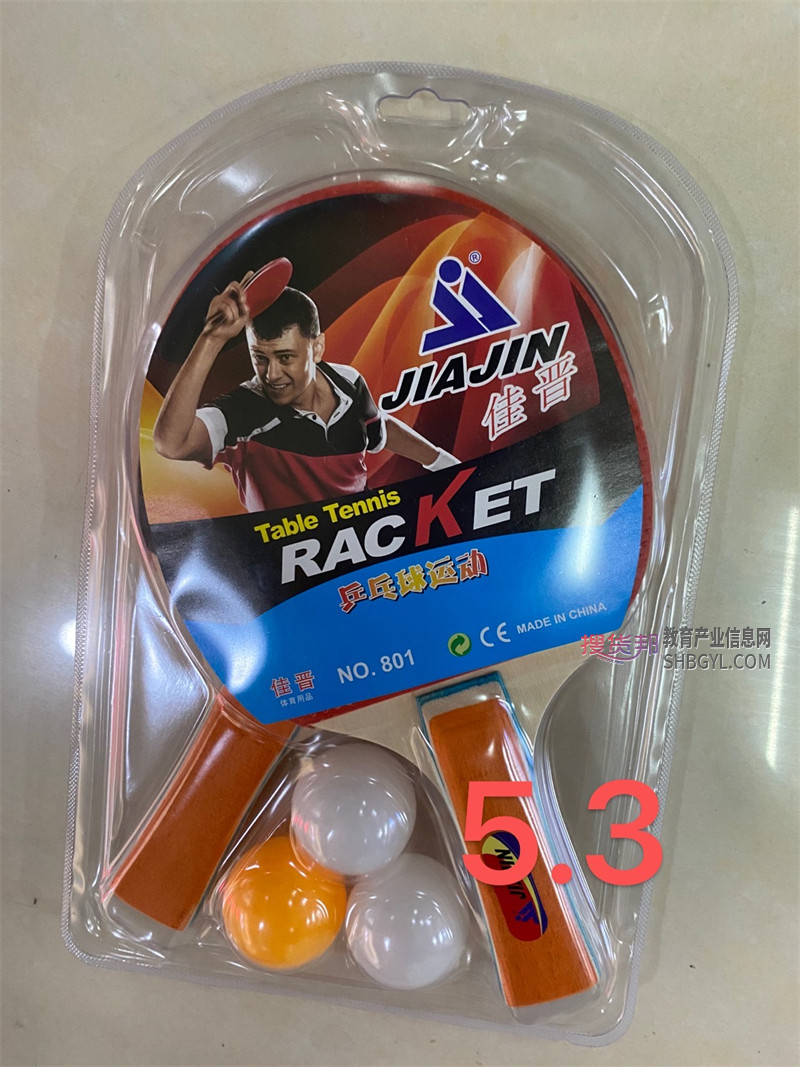 ®
JIAJIN
佳晋
Table Tennis
RACKET
乒乓球运动
CE MADE IN CHINA
佳晋
体育用品
NO. 801
搜货邦 教育产业信息网
SHBGYL.COM
5.3
JIAJIN